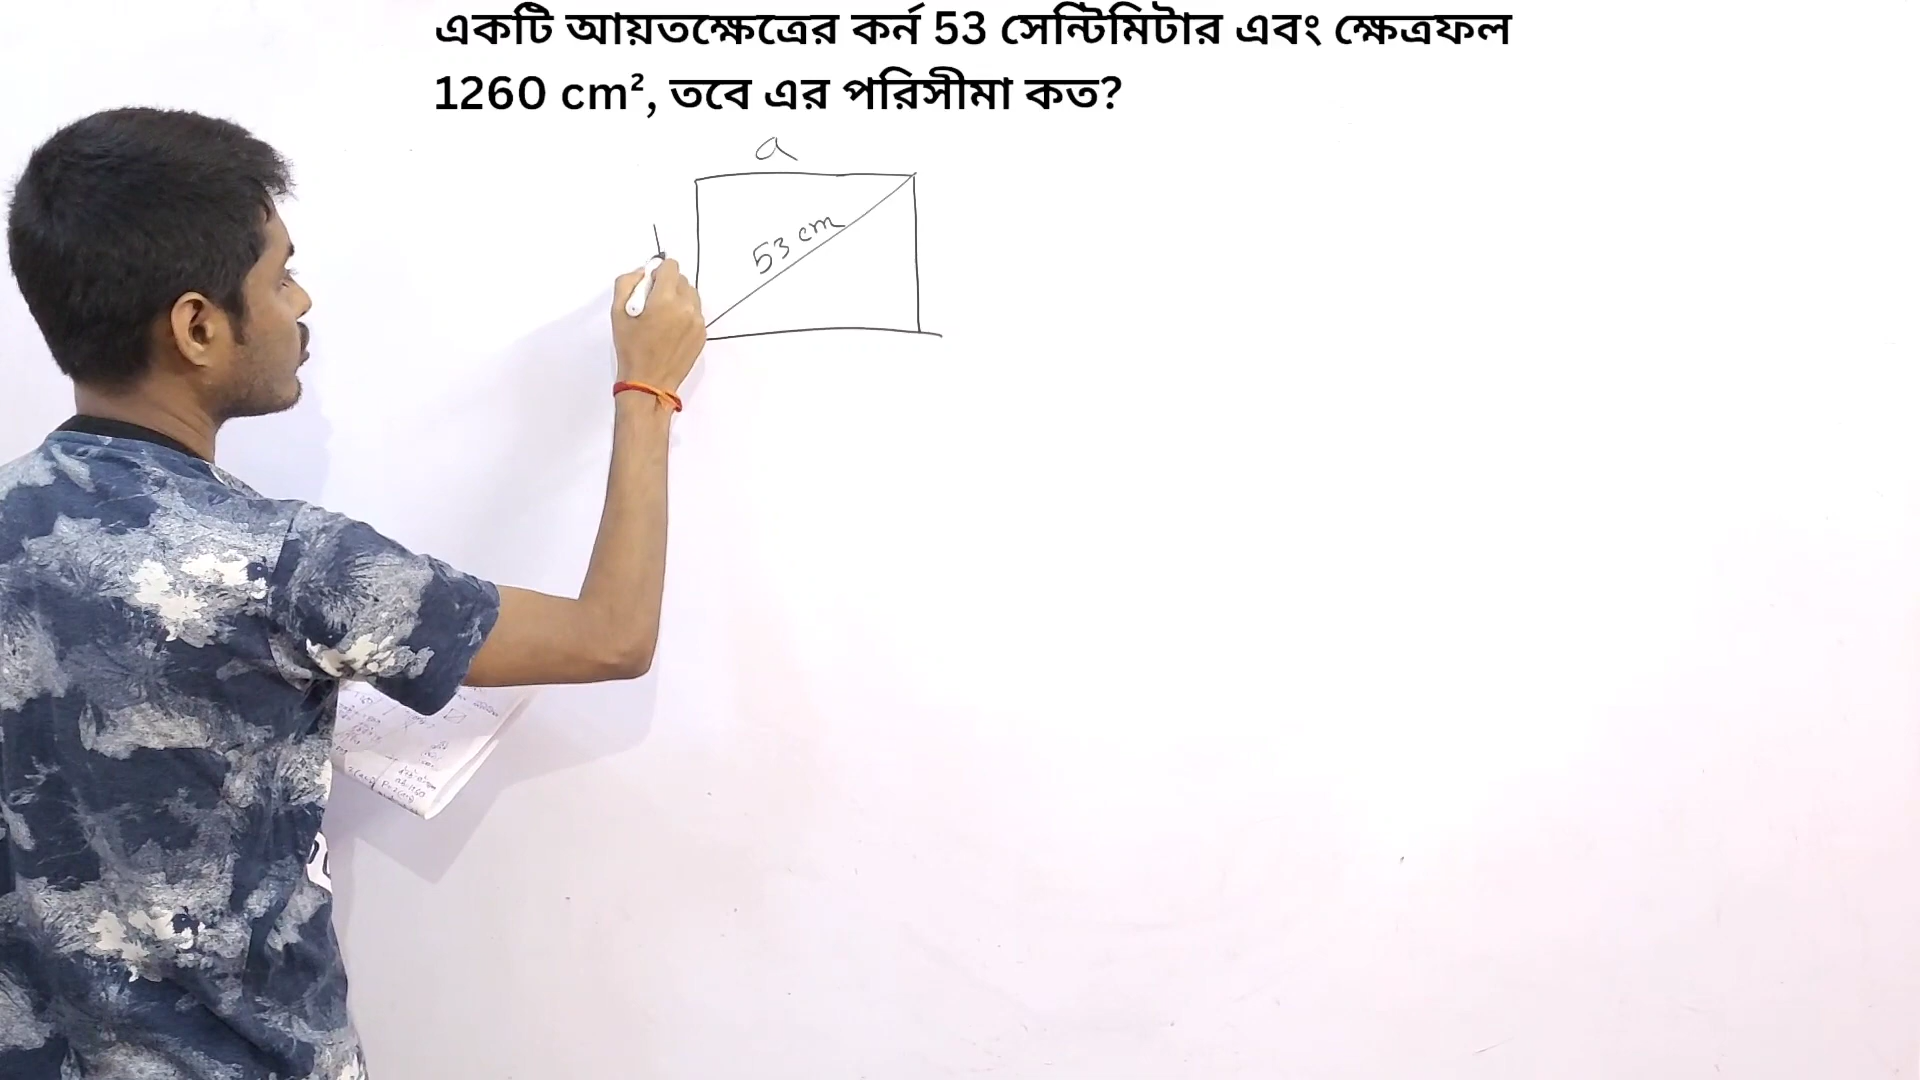 একটি আয়তক্ষেত্রের কর্ন 53 সেন্টিমিটার এবং ক্ষেত্রফল
1260 cm², তবে এর পরিসীমা কত?
a
53 cm